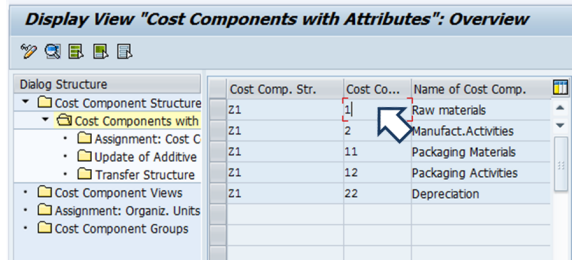 Display View "Cost Components with Attributes": Overview
Dialog Structure
Cost Component Structure
Cost Components with
Assignment: Cost C
Update of Additive
Transfer Structure
Cost Component Views
Assignment: Organiz. Units
Cost Component Groups
Cost Comp. Str. Cost Co... Name of Cost Comp.
Z1 1 Raw materials
Z1 2 Manufact.Activities
Z1 11 Packaging Materials
Z1 12 Packaging Activities
Z1 22 Depreciation